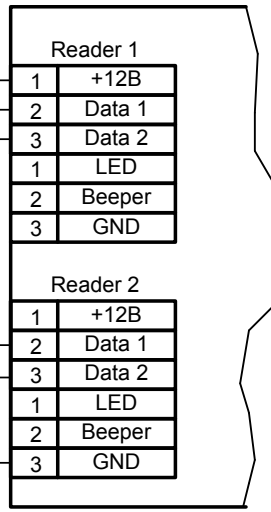 Reader 1
1 +12B
2 Data 1
3 Data 2
1 LED
2 Beeper
3 GND
Reader 2
1 +12B
2 Data 1
3 Data 2
1 LED
2 Beeper
3 GND